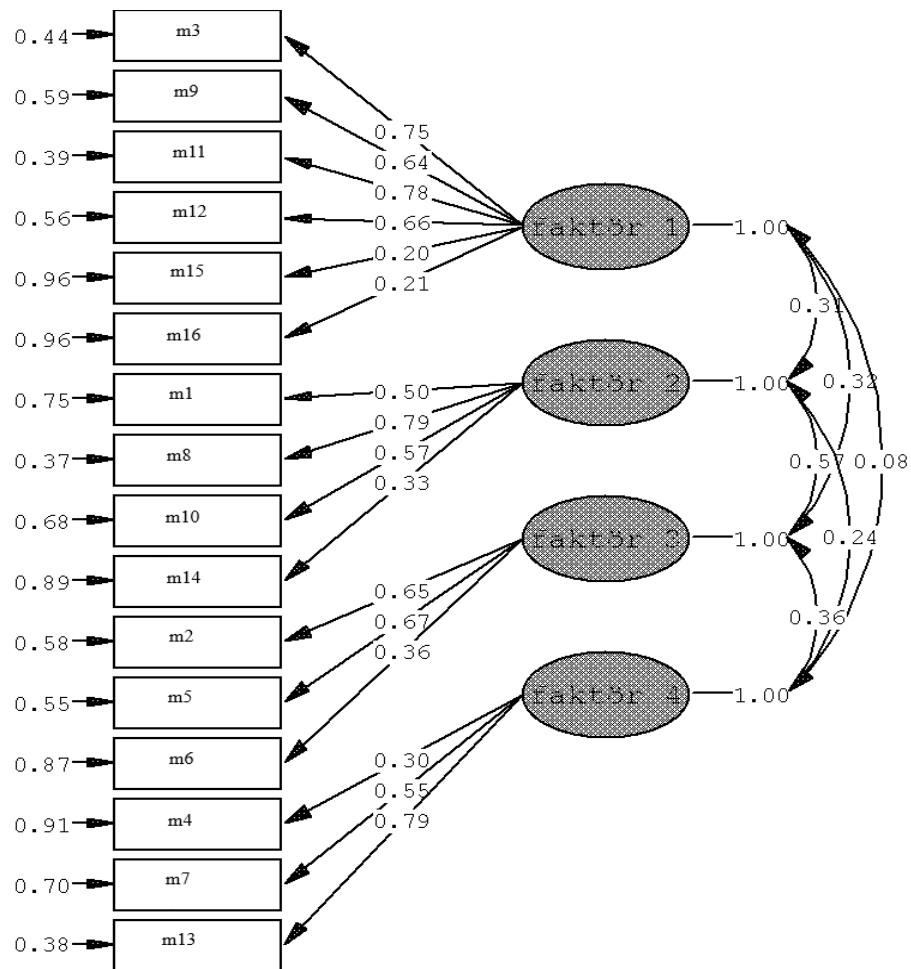 0.44 m3
0.59 m9
0.75
0.64
0.39 m11
0.78
0.56 m12
0.66
faktör 1 1.00
0.20
0.96 m15
0.21
0.31
0.96 m16
0.32
0.75 m1
0.50
faktör 2 1.00
0.79
0.37 m8
0.57
0.57 0.08
0.33
0.68 m10
faktör 3 1.00
0.24
0.89 m14
0.65
0.67
0.36
0.58 m2
0.36
0.55 m5
faktör 4 1.00
0.87 m6
0.30
0.55
0.91 m4
0.79
0.70 m7
0.38 m13